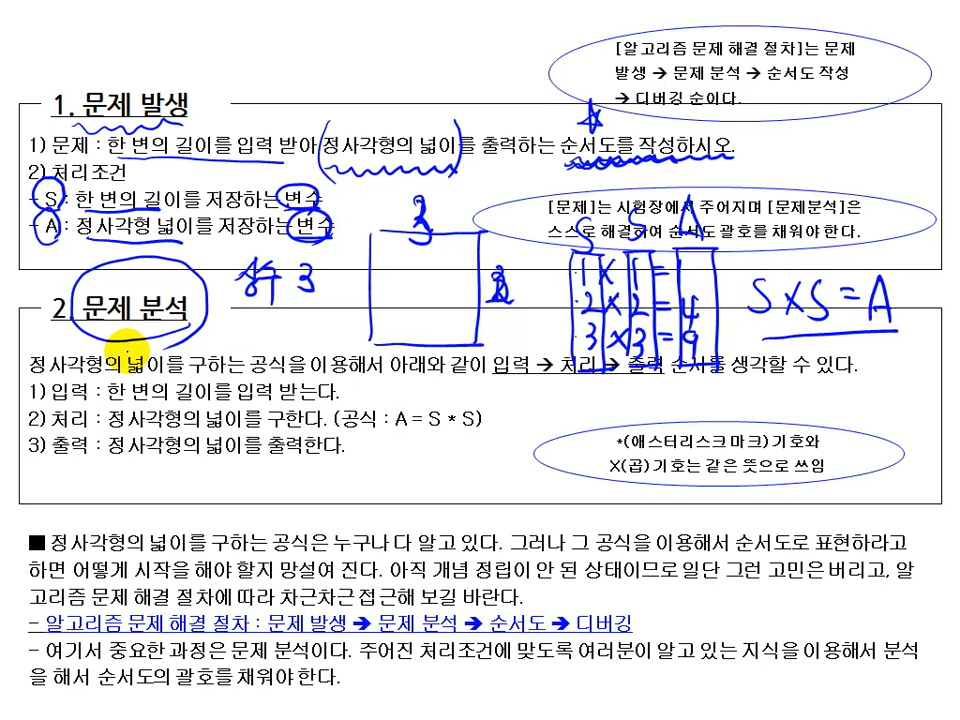 [알고리즘 문제 해결 절차]는 문제
발생 → 문제 분석 → 순서도 작성
→ 디버깅 순이다.
1. 문제 발생
1) 문제 : 한 변의 길이를 입력 받아 정사각형의 넓이를 출력하는 순서도를 작성하시오.
2) 처리조건
- S : 한 변의 길이를 저장하는 변수
- A : 정사각형 넓이를 저장하는 변수
[문제]는 시험장에서 주어지며 [문제분석]은
스스로 해결하여 순서도 괄호를 채워야 한다.
3
3
S S A
1 × 1 = 1
2 × 2 = 4
3 × 3 = 9
S × S = A
2. 문제 분석
정사각형의 넓이를 구하는 공식을 이용해서 아래와 같이 입력 → 처리 → 출력 순서를 생각할 수 있다.
1) 입력 : 한 변의 길이를 입력 받는다.
2) 처리 : 정사각형의 넓이를 구한다. (공식 : A = S * S)
3) 출력 : 정사각형의 넓이를 출력한다.
*(애스터리스크 마크) 기호와
X(곱) 기호는 같은 뜻으로 쓰임
■ 정사각형의 넓이를 구하는 공식은 누구나 다 알고 있다. 그러나 그 공식을 이용해서 순서도로 표현하라고
하면 어떻게 시작을 해야 할지 망설여 진다. 아직 개념 정립이 안 된 상태이므로 일단 그런 고민은 버리고, 알
고리즘 문제 해결 절차에 따라 차근차근 접근해 보길 바란다.
- 알고리즘 문제 해결 절차 : 문제 발생 → 문제 분석 → 순서도 → 디버깅
- 여기서 중요한 과정은 문제 분석이다. 주어진 처리조건에 맞도록 여러분이 알고 있는 지식을 이용해서 분석
을 해서 순서도의 괄호를 채워야 한다.